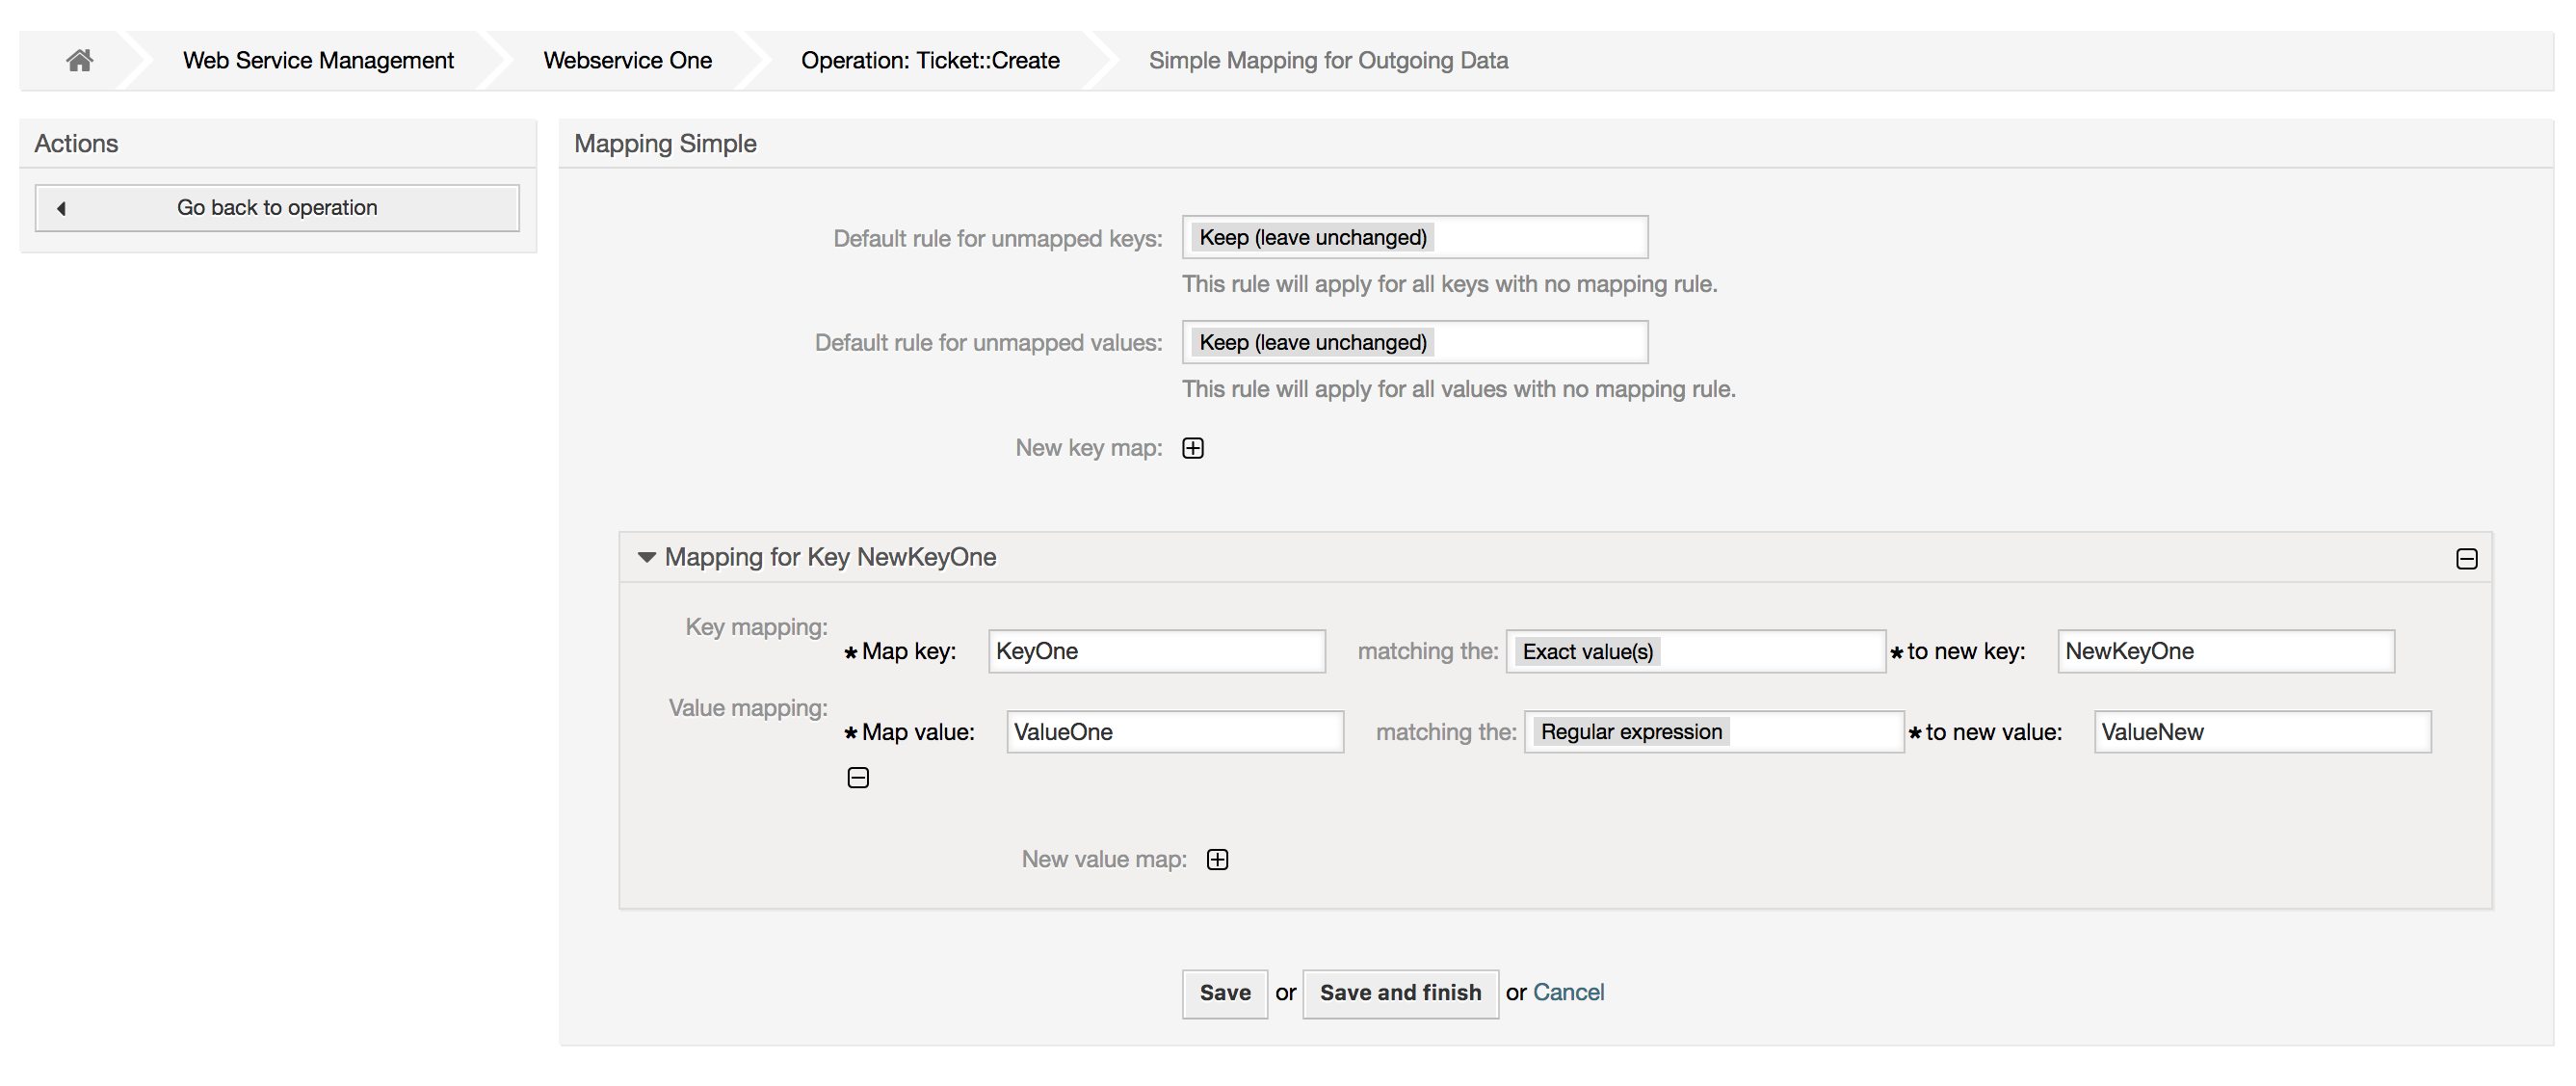 Web Service Management Webservice One Operation: Ticket::Create Simple Mapping for Outgoing Data
Actions
Go back to operation
Mapping Simple
Default rule for unmapped keys: Keep (leave unchanged)
This rule will apply for all keys with no mapping rule.
Default rule for unmapped values: Keep (leave unchanged)
This rule will apply for all values with no mapping rule.
New key map:
Mapping for Key NewKeyOne
Key mapping:
* Map key: KeyOne matching the: Exact value(s) * to new key: NewKeyOne
Value mapping:
* Map value: ValueOne matching the: Regular expression * to new value: ValueNew
New value map:
Save or Save and finish or Cancel